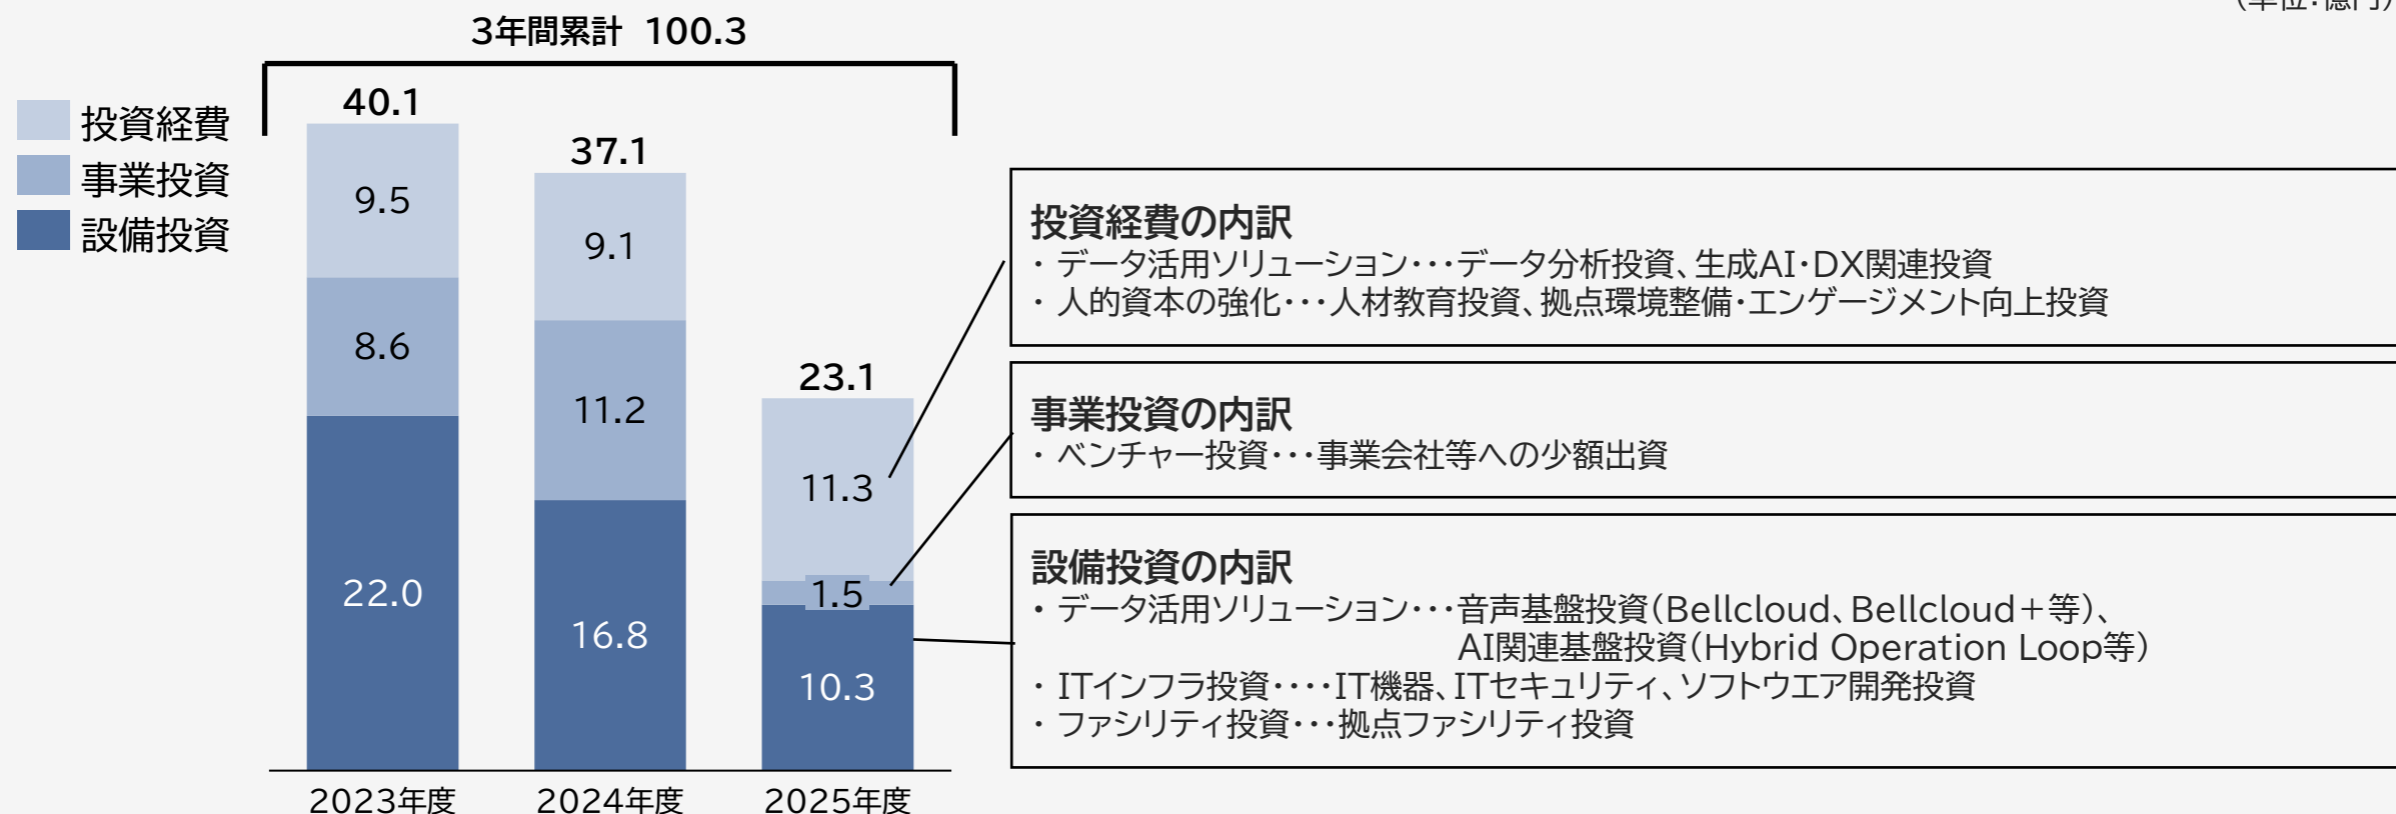 (単位:億円)
3年間累計 100.3
投資経費
事業投資
設備投資
40.1
9.5
8.6
22.0
2023年度
37.1
9.1
11.2
16.8
2024年度
23.1
11.3
1.5
10.3
2025年度
投資経費の内訳
・データ活用ソリューション・・・データ分析投資、生成AI・DX関連投資
・人的資本の強化・・・人材教育投資、拠点環境整備・エンゲージメント向上投資
事業投資の内訳
・ベンチャー投資・・・事業会社等への少額出資
設備投資の内訳
・データ活用ソリューション・・・音声基盤投資(Bellcloud、Bellcloud+等)、
AI関連基盤投資(Hybrid Operation Loop等)
・ITインフラ投資・・・・IT機器、ITセキュリティ、ソフトウエア開発投資
・ファシリティ投資・・・拠点ファシリティ投資